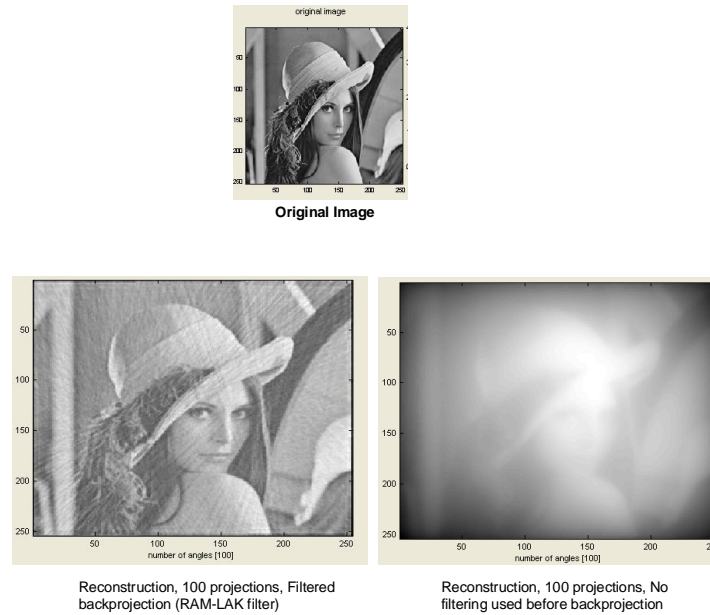 original image
50
100
150
200
250
50 100 150 200 250
Original Image
50
100
150
200
250
50 100 150 200 250
number of angles [100]
50
100
150
200
250
50 100 150 200
number of angles [100]
Reconstruction, 100 projections, Filtered
backprojection (RAM-LAK filter)
Reconstruction, 100 projections, No
filtering used before backprojection